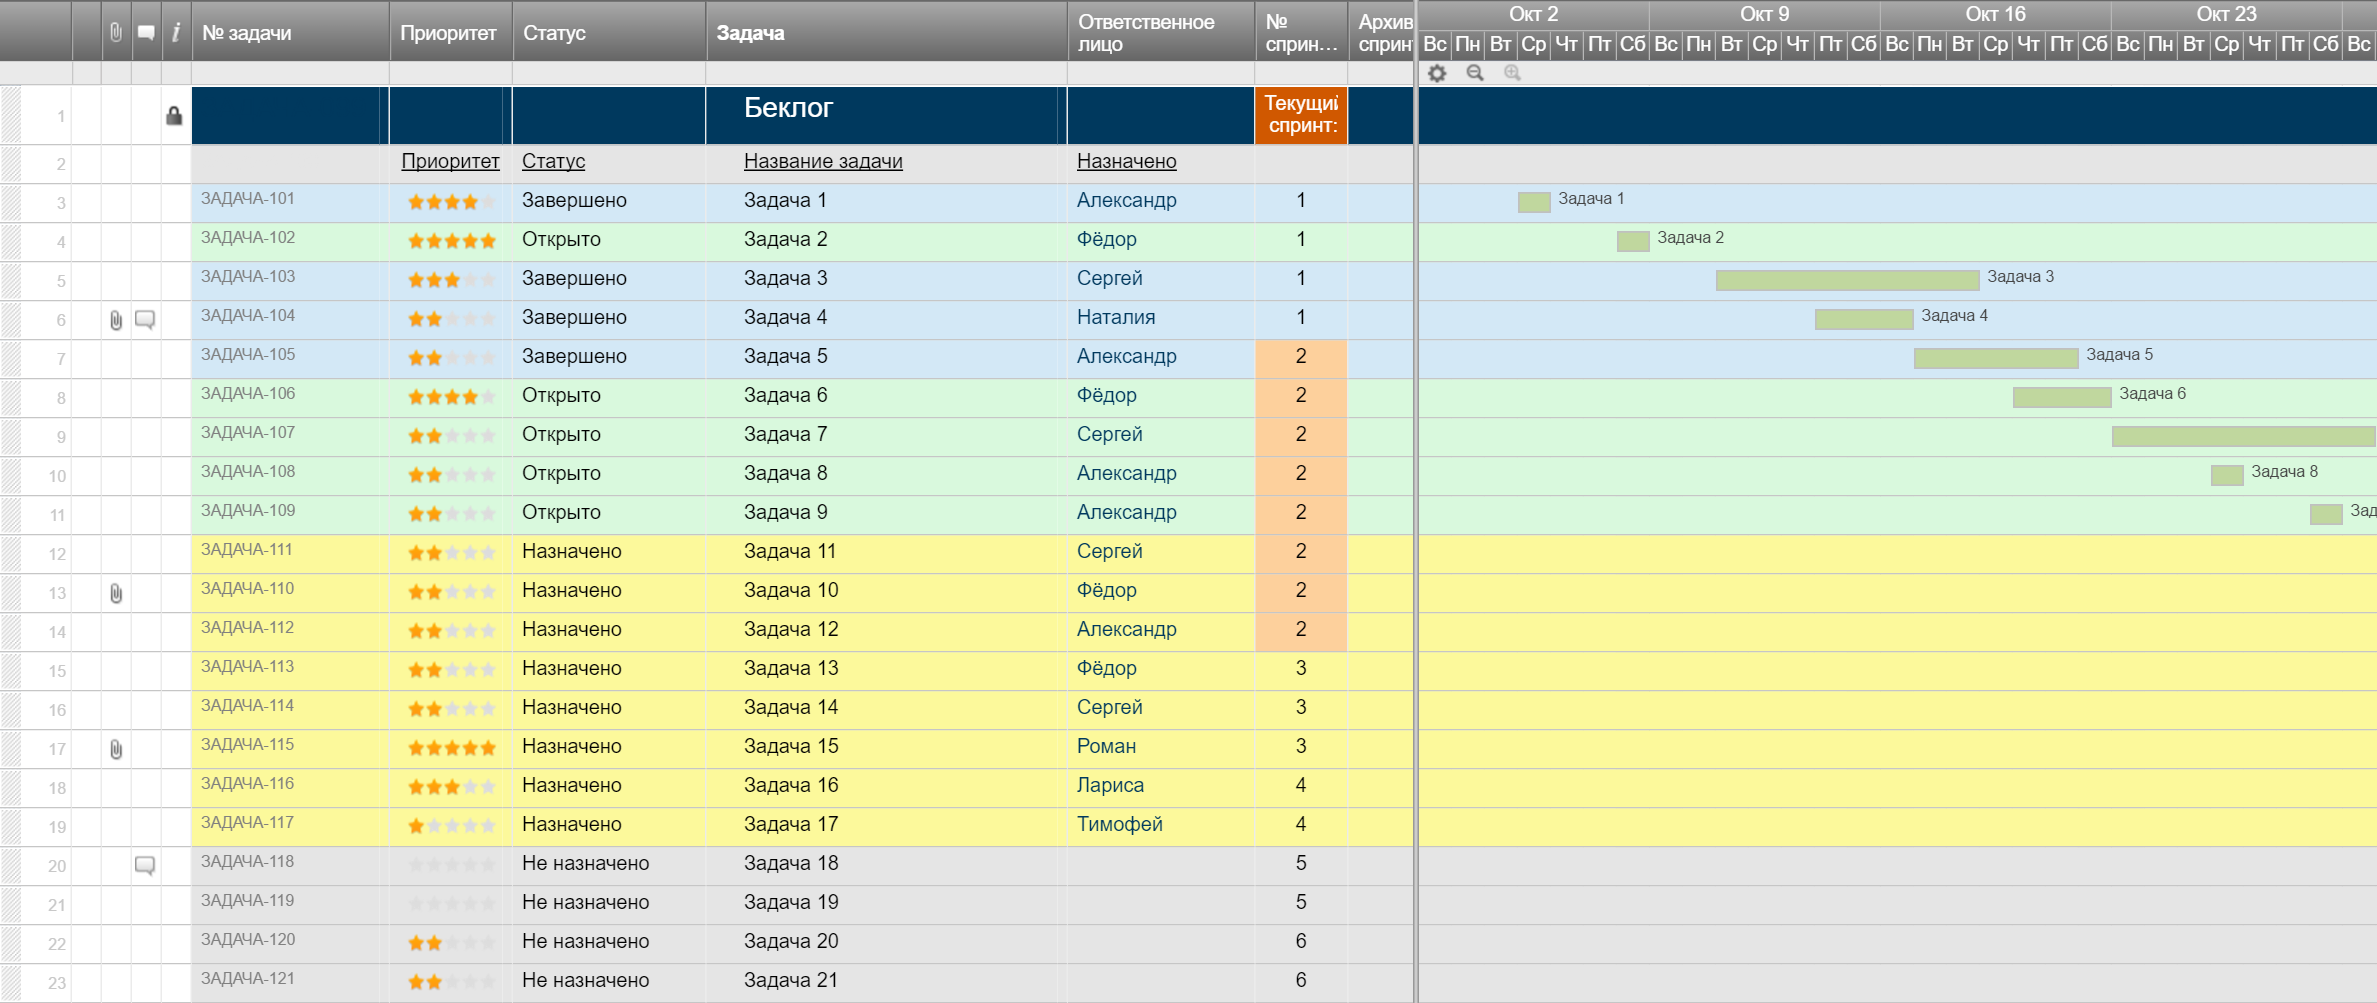 № задачи Приоритет Статус Задача Ответственное лицо № сприн... Архив сприн
Окт 2 Окт 9 Окт 16 Окт 23
Вс Пн Вт Ср Чт Пт Сб Вс Пн Вт Ср Чт Пт Сб Вс Пн Вт Ср Чт Пт Сб Вс Пн Вт Ср Чт Пт Сб Вс
1 Беклог Текущий спринт:
2 Приоритет Статус Название задачи Назначено
3 ЗАДАЧА-101 Завершено Задача 1 Александр 1 Задача 1
4 ЗАДАЧА-102 Открыто Задача 2 Фёдор 1 Задача 2
5 ЗАДАЧА-103 Завершено Задача 3 Сергей 1 Задача 3
6 ЗАДАЧА-104 Завершено Задача 4 Наталия 1 Задача 4
7 ЗАДАЧА-105 Завершено Задача 5 Александр 2 Задача 5
8 ЗАДАЧА-106 Открыто Задача 6 Фёдор 2 Задача 6
9 ЗАДАЧА-107 Открыто Задача 7 Сергей 2
10 ЗАДАЧА-108 Открыто Задача 8 Александр 2 Задача 8
11 ЗАДАЧА-109 Открыто Задача 9 Александр 2 Зад
12 ЗАДАЧА-111 Назначено Задача 11 Сергей 2
13 ЗАДАЧА-110 Назначено Задача 10 Фёдор 2
14 ЗАДАЧА-112 Назначено Задача 12 Александр 2
15 ЗАДАЧА-113 Назначено Задача 13 Фёдор 3
16 ЗАДАЧА-114 Назначено Задача 14 Сергей 3
17 ЗАДАЧА-115 Назначено Задача 15 Роман 3
18 ЗАДАЧА-116 Назначено Задача 16 Лариса 4
19 ЗАДАЧА-117 Назначено Задача 17 Тимофей 4
20 ЗАДАЧА-118 Не назначено Задача 18 5
21 ЗАДАЧА-119 Не назначено Задача 19 5
22 ЗАДАЧА-120 Не назначено Задача 20 6
23 ЗАДАЧА-121 Не назначено Задача 21 6